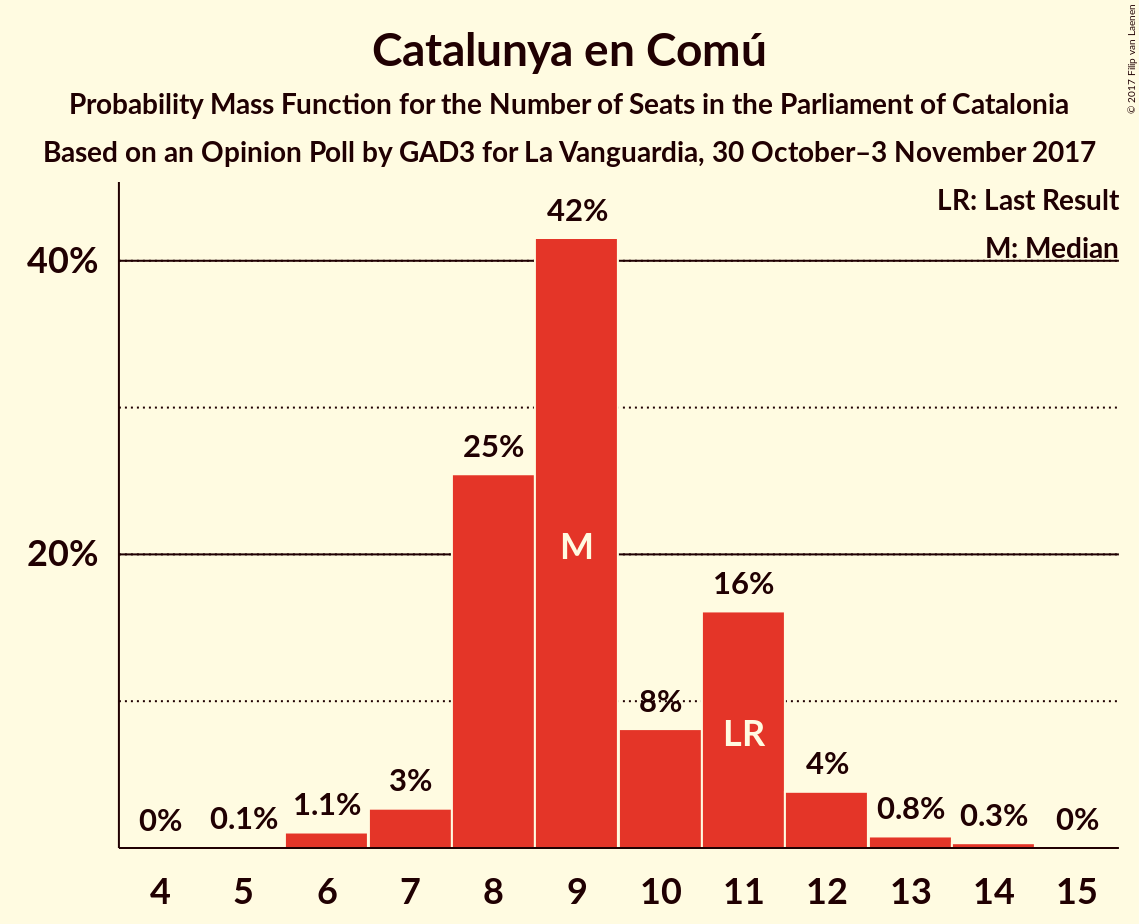 Catalunya en Comú
Probability Mass Function for the Number of Seats in the Parliament of Catalonia
Based on an Opinion Poll by GAD3 for La Vanguardia, 30 October–3 November 2017
© 2017 Filip van Laenen
LR: Last Result
M: Median
40%
20%
0%
0.1%
1.1%
3%
25%
42%
M
8%
16%
LR
4%
0.8%
0.3%
0%
4 5 6 7 8 9 10 11 12 13 14 15